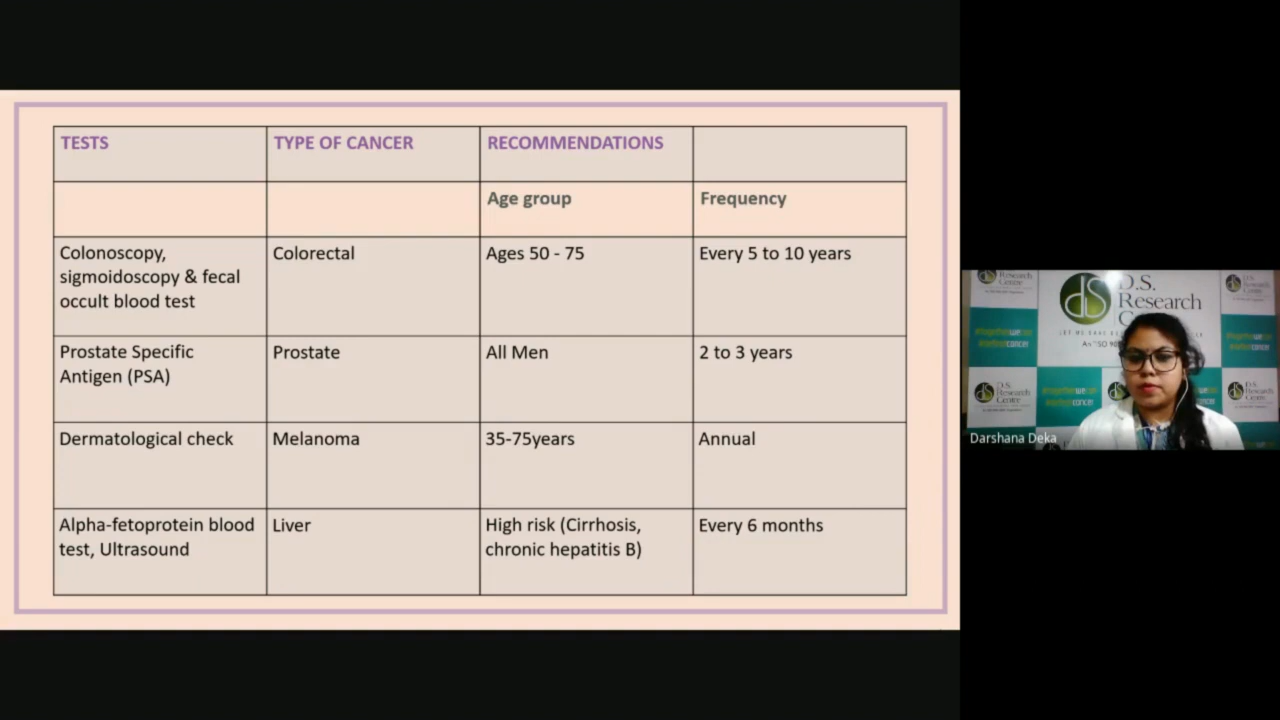 TESTS
TYPE OF CANCER
RECOMMENDATIONS
Age group
Frequency
Colonoscopy,
sigmoidoscopy & fecal
occult blood test
Colorectal
Ages 50 - 75
Every 5 to 10 years
Prostate Specific
Antigen (PSA)
Prostate
All Men
2 to 3 years
Dermatological check
Melanoma
35-75years
Annual
Alpha-fetoprotein blood
test, Ultrasound
Liver
High risk (Cirrhosis,
chronic hepatitis B)
Every 6 months
D.S.
Research
Darshana Deka